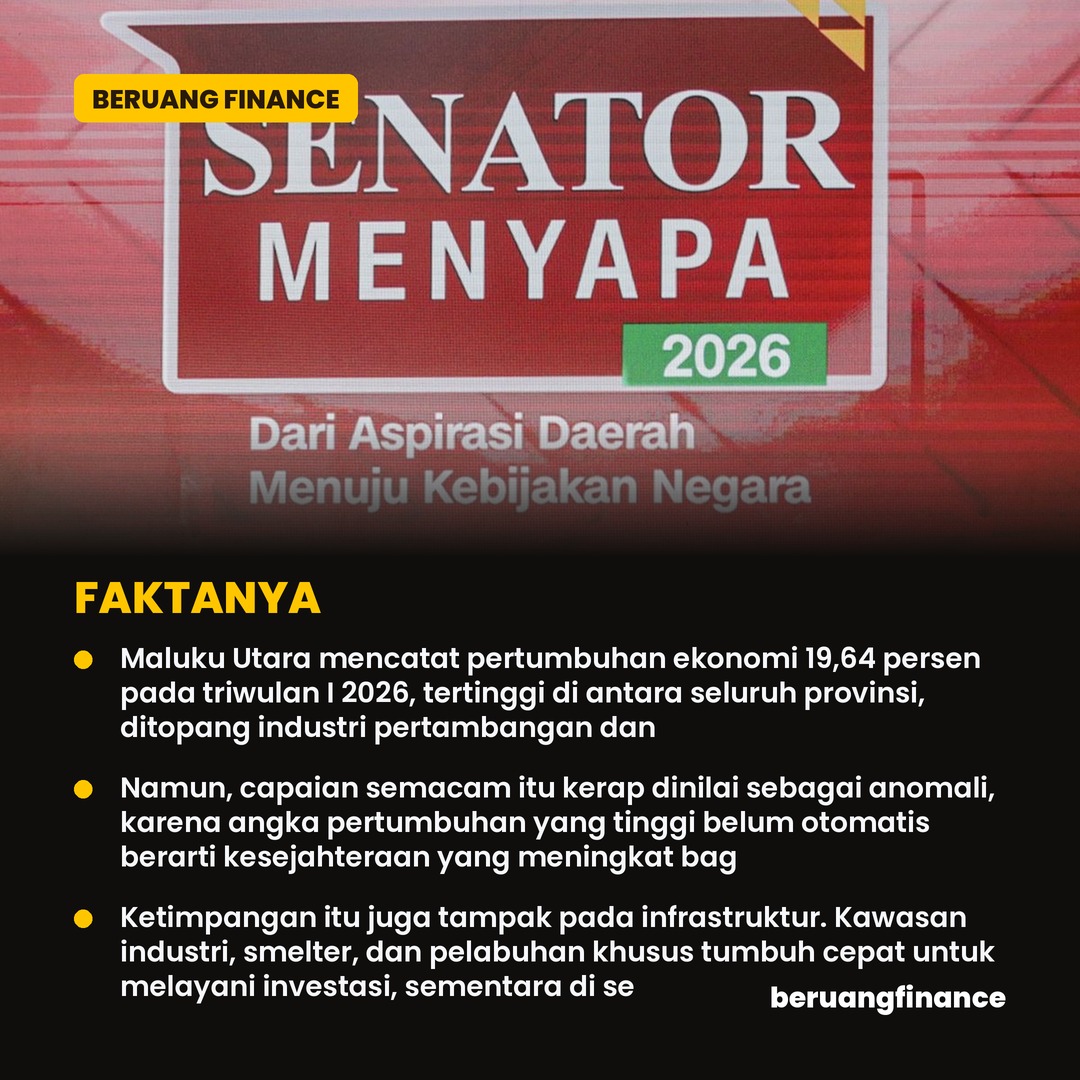 BERUANG FINANCE
SENATOR
MENYAPA
2026
Dari Aspirasi Daerah
Menuju Kebijakan Negara
FAKTANYA
Maluku Utara mencatat pertumbuhan ekonomi 19,64 persen
pada triwulan I 2026, tertinggi di antara seluruh provinsi,
ditopang industri pertambangan dan
Namun, capaian semacam itu kerap dinilai sebagai anomali,
karena angka pertumbuhan yang tinggi belum otomatis
berarti kesejahteraan yang meningkat bag
Ketimpangan itu juga tampak pada infrastruktur. Kawasan
industri, smelter, dan pelabuhan khusus tumbuh cepat untuk
melayani investasi, sementara di se
beruangfinance